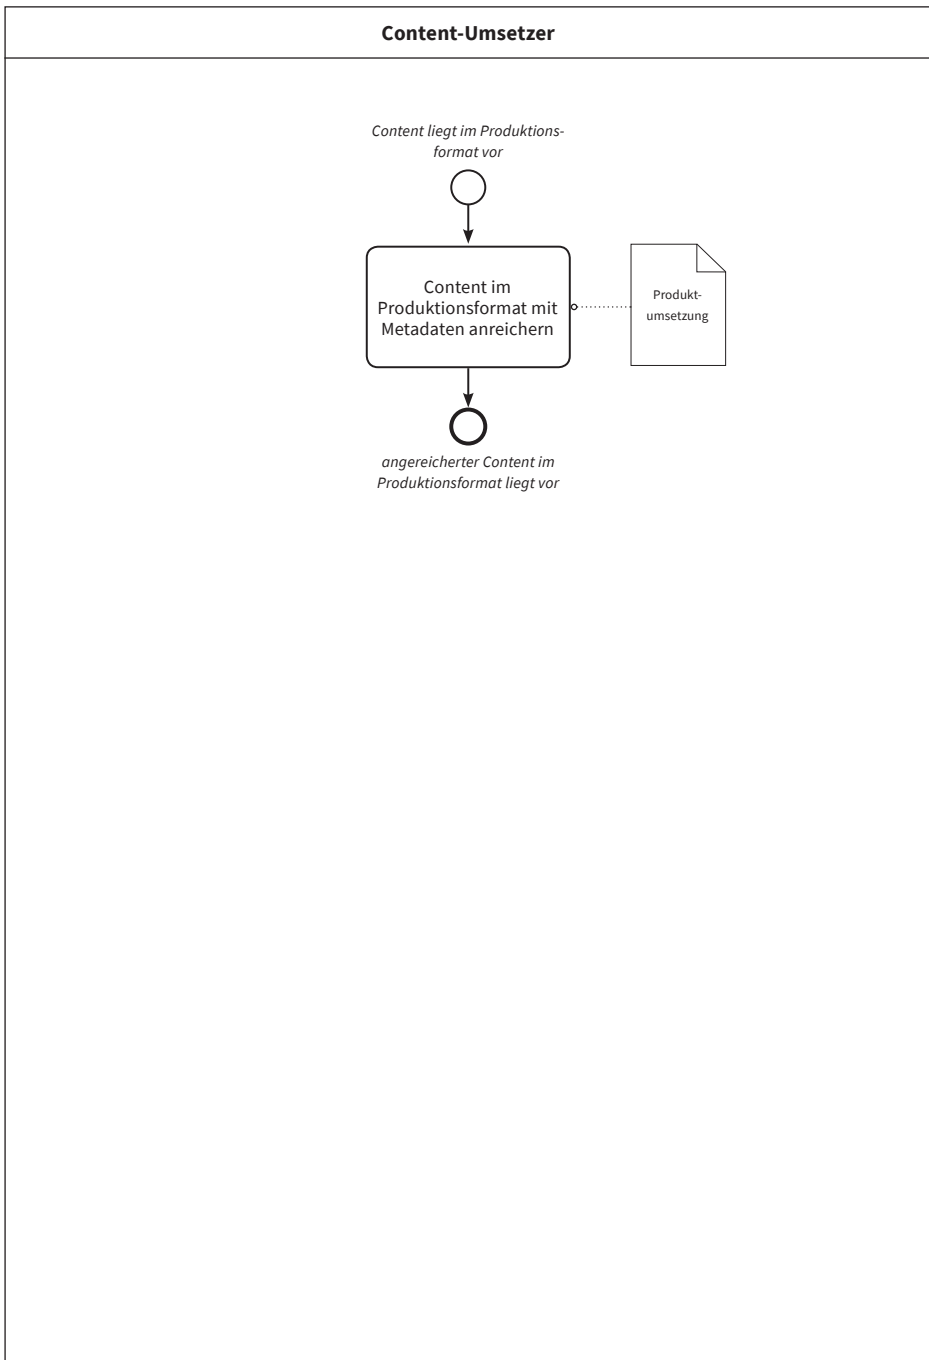 Content-Umsetzer
Content liegt im Produktions-
format vor
Content im
Produktionsformat mit
Metadaten anreichern
Produkt-
umsetzung
angereicherter Content im
Produktionsformat liegt vor